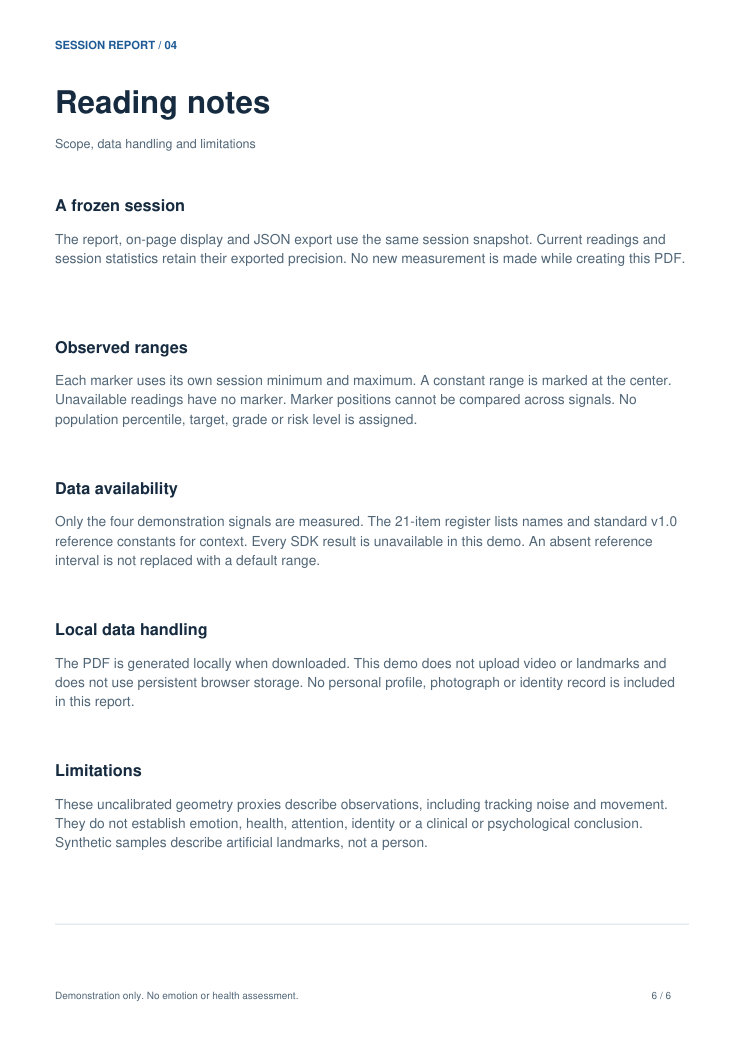 SESSION REPORT / 04
Reading notes
Scope, data handling and limitations
A frozen session
The report, on-page display and JSON export use the same session snapshot. Current readings and
session statistics retain their exported precision. No new measurement is made while creating this PDF.
Observed ranges
Each marker uses its own session minimum and maximum. A constant range is marked at the center.
Unavailable readings have no marker. Marker positions cannot be compared across signals. No
population percentile, target, grade or risk level is assigned.
Data availability
Only the four demonstration signals are measured. The 21-item register lists names and standard v1.0
reference constants for context. Every SDK result is unavailable in this demo. An absent reference
interval is not replaced with a default range.
Local data handling
The PDF is generated locally when downloaded. This demo does not upload video or landmarks and
does not use persistent browser storage. No personal profile, photograph or identity record is included
in this report.
Limitations
These uncalibrated geometry proxies describe observations, including tracking noise and movement.
They do not establish emotion, health, attention, identity or a clinical or psychological conclusion.
Synthetic samples describe artificial landmarks, not a person.
Demonstration only. No emotion or health assessment.
6 / 6